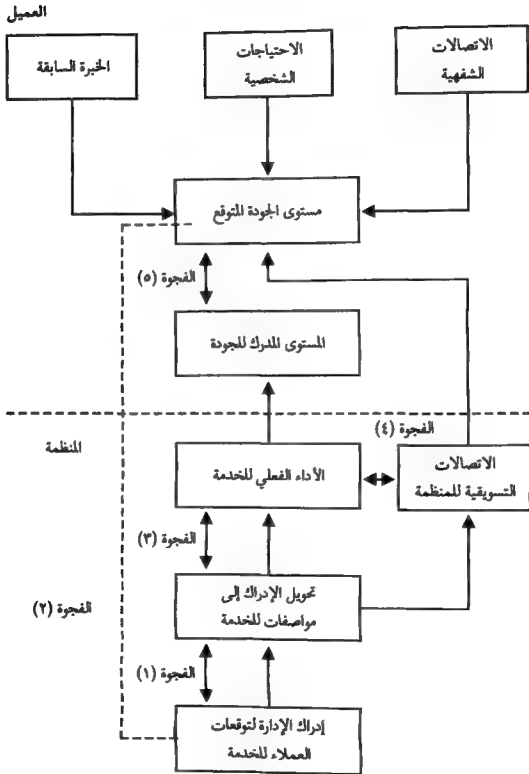 العميل
الاتصالات
الشفهية
الاحتياجات
الشخصية
الخبرة السابقة
مستوى الجودة المتوقع
الفجوة (٥)
المستوى المدرك للجودة
الفجوة (٤)
المنظمة
الاتصالات
التسويقية للمنظمة
الأداء الفعلي للخدمة
الفجوة (٣)
تحويل الإدراك إلى
مواصفات للخدمة
الفجوة (٢)
الفجوة (١)
إدراك الإدارة لتوقعات
العملاء للخدمة